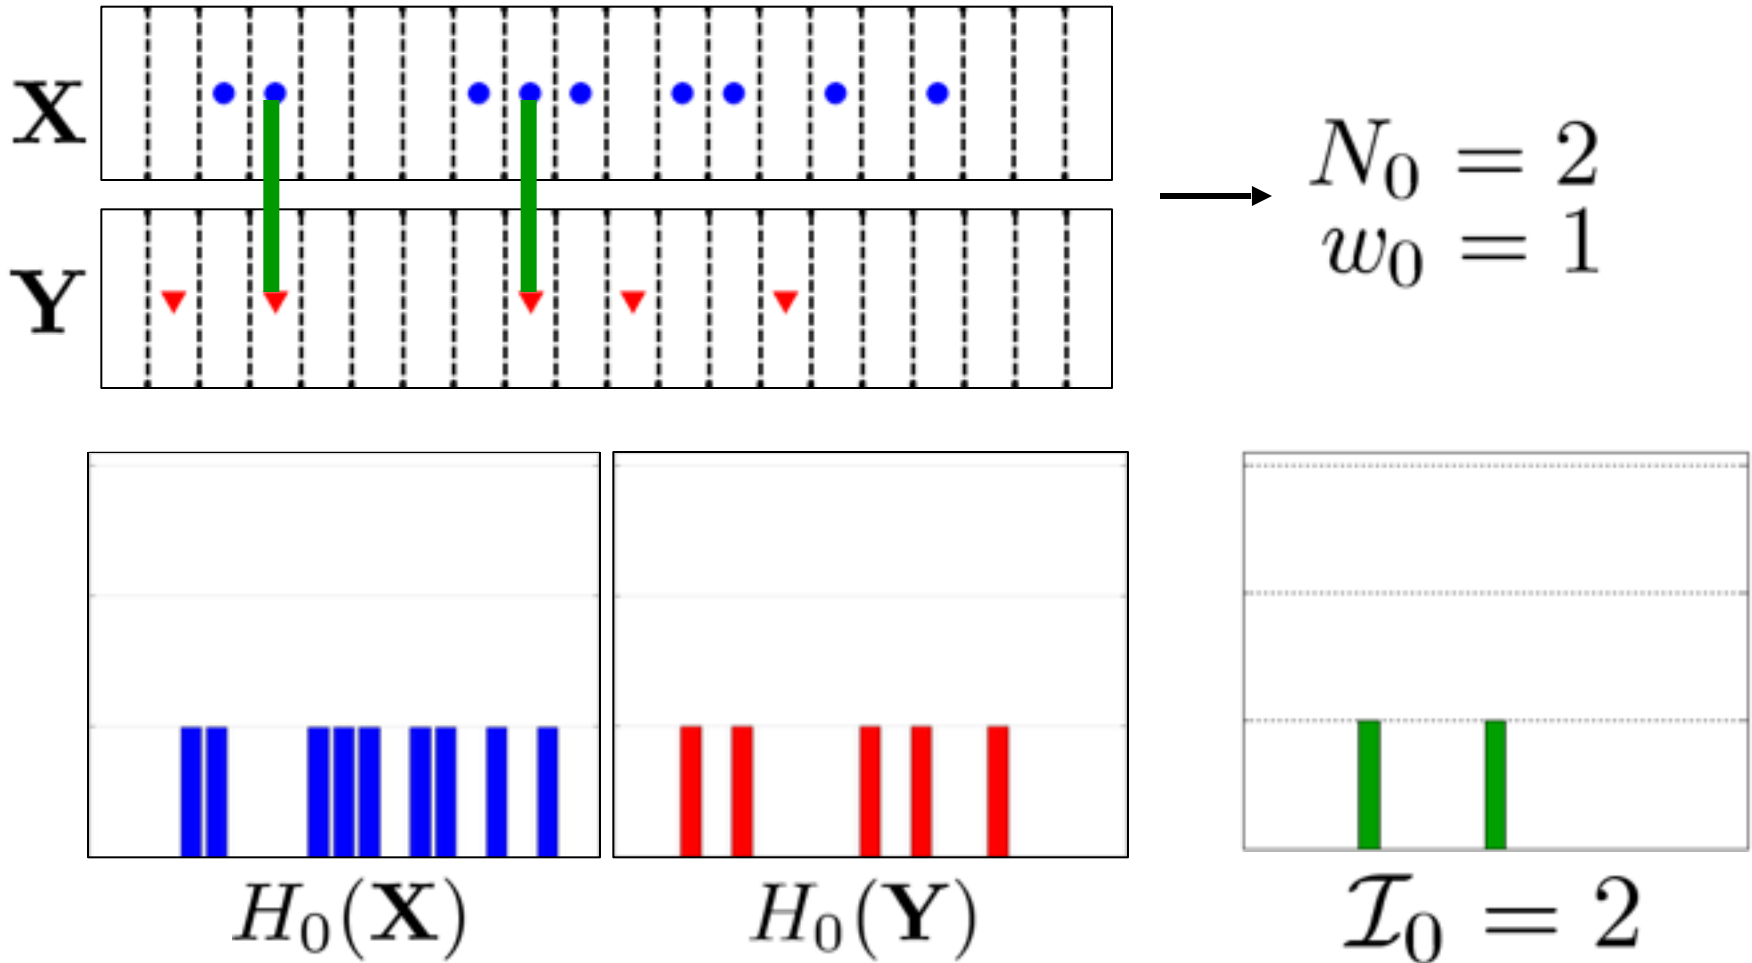 X
Y
N₀ = 2
w₀ = 1
H₀(X)
H₀(Y)
ℐ₀ = 2